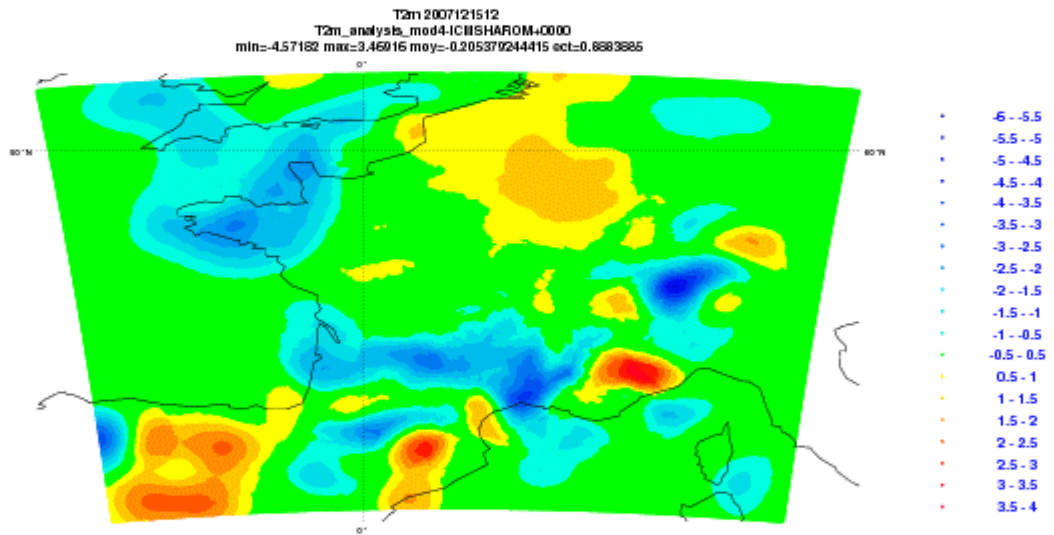 T2m 2007121512
T2m_analysis_mod4-ICMSHAROM+0000
min=-4.57182 max=3.46916 moy=-0.205379244415 ect=0.8883885
0°
50°N
50°N
0°
-6 - -5.5
-5.5 - -5
-5 - -4.5
-4.5 - -4
-4 - -3.5
-3.5 - -3
-3 - -2.5
-2.5 - -2
-2 - -1.5
-1.5 - -1
-1 - -0.5
-0.5 - 0.5
0.5 - 1
1 - 1.5
1.5 - 2
2 - 2.5
2.5 - 3
3 - 3.5
3.5 - 4